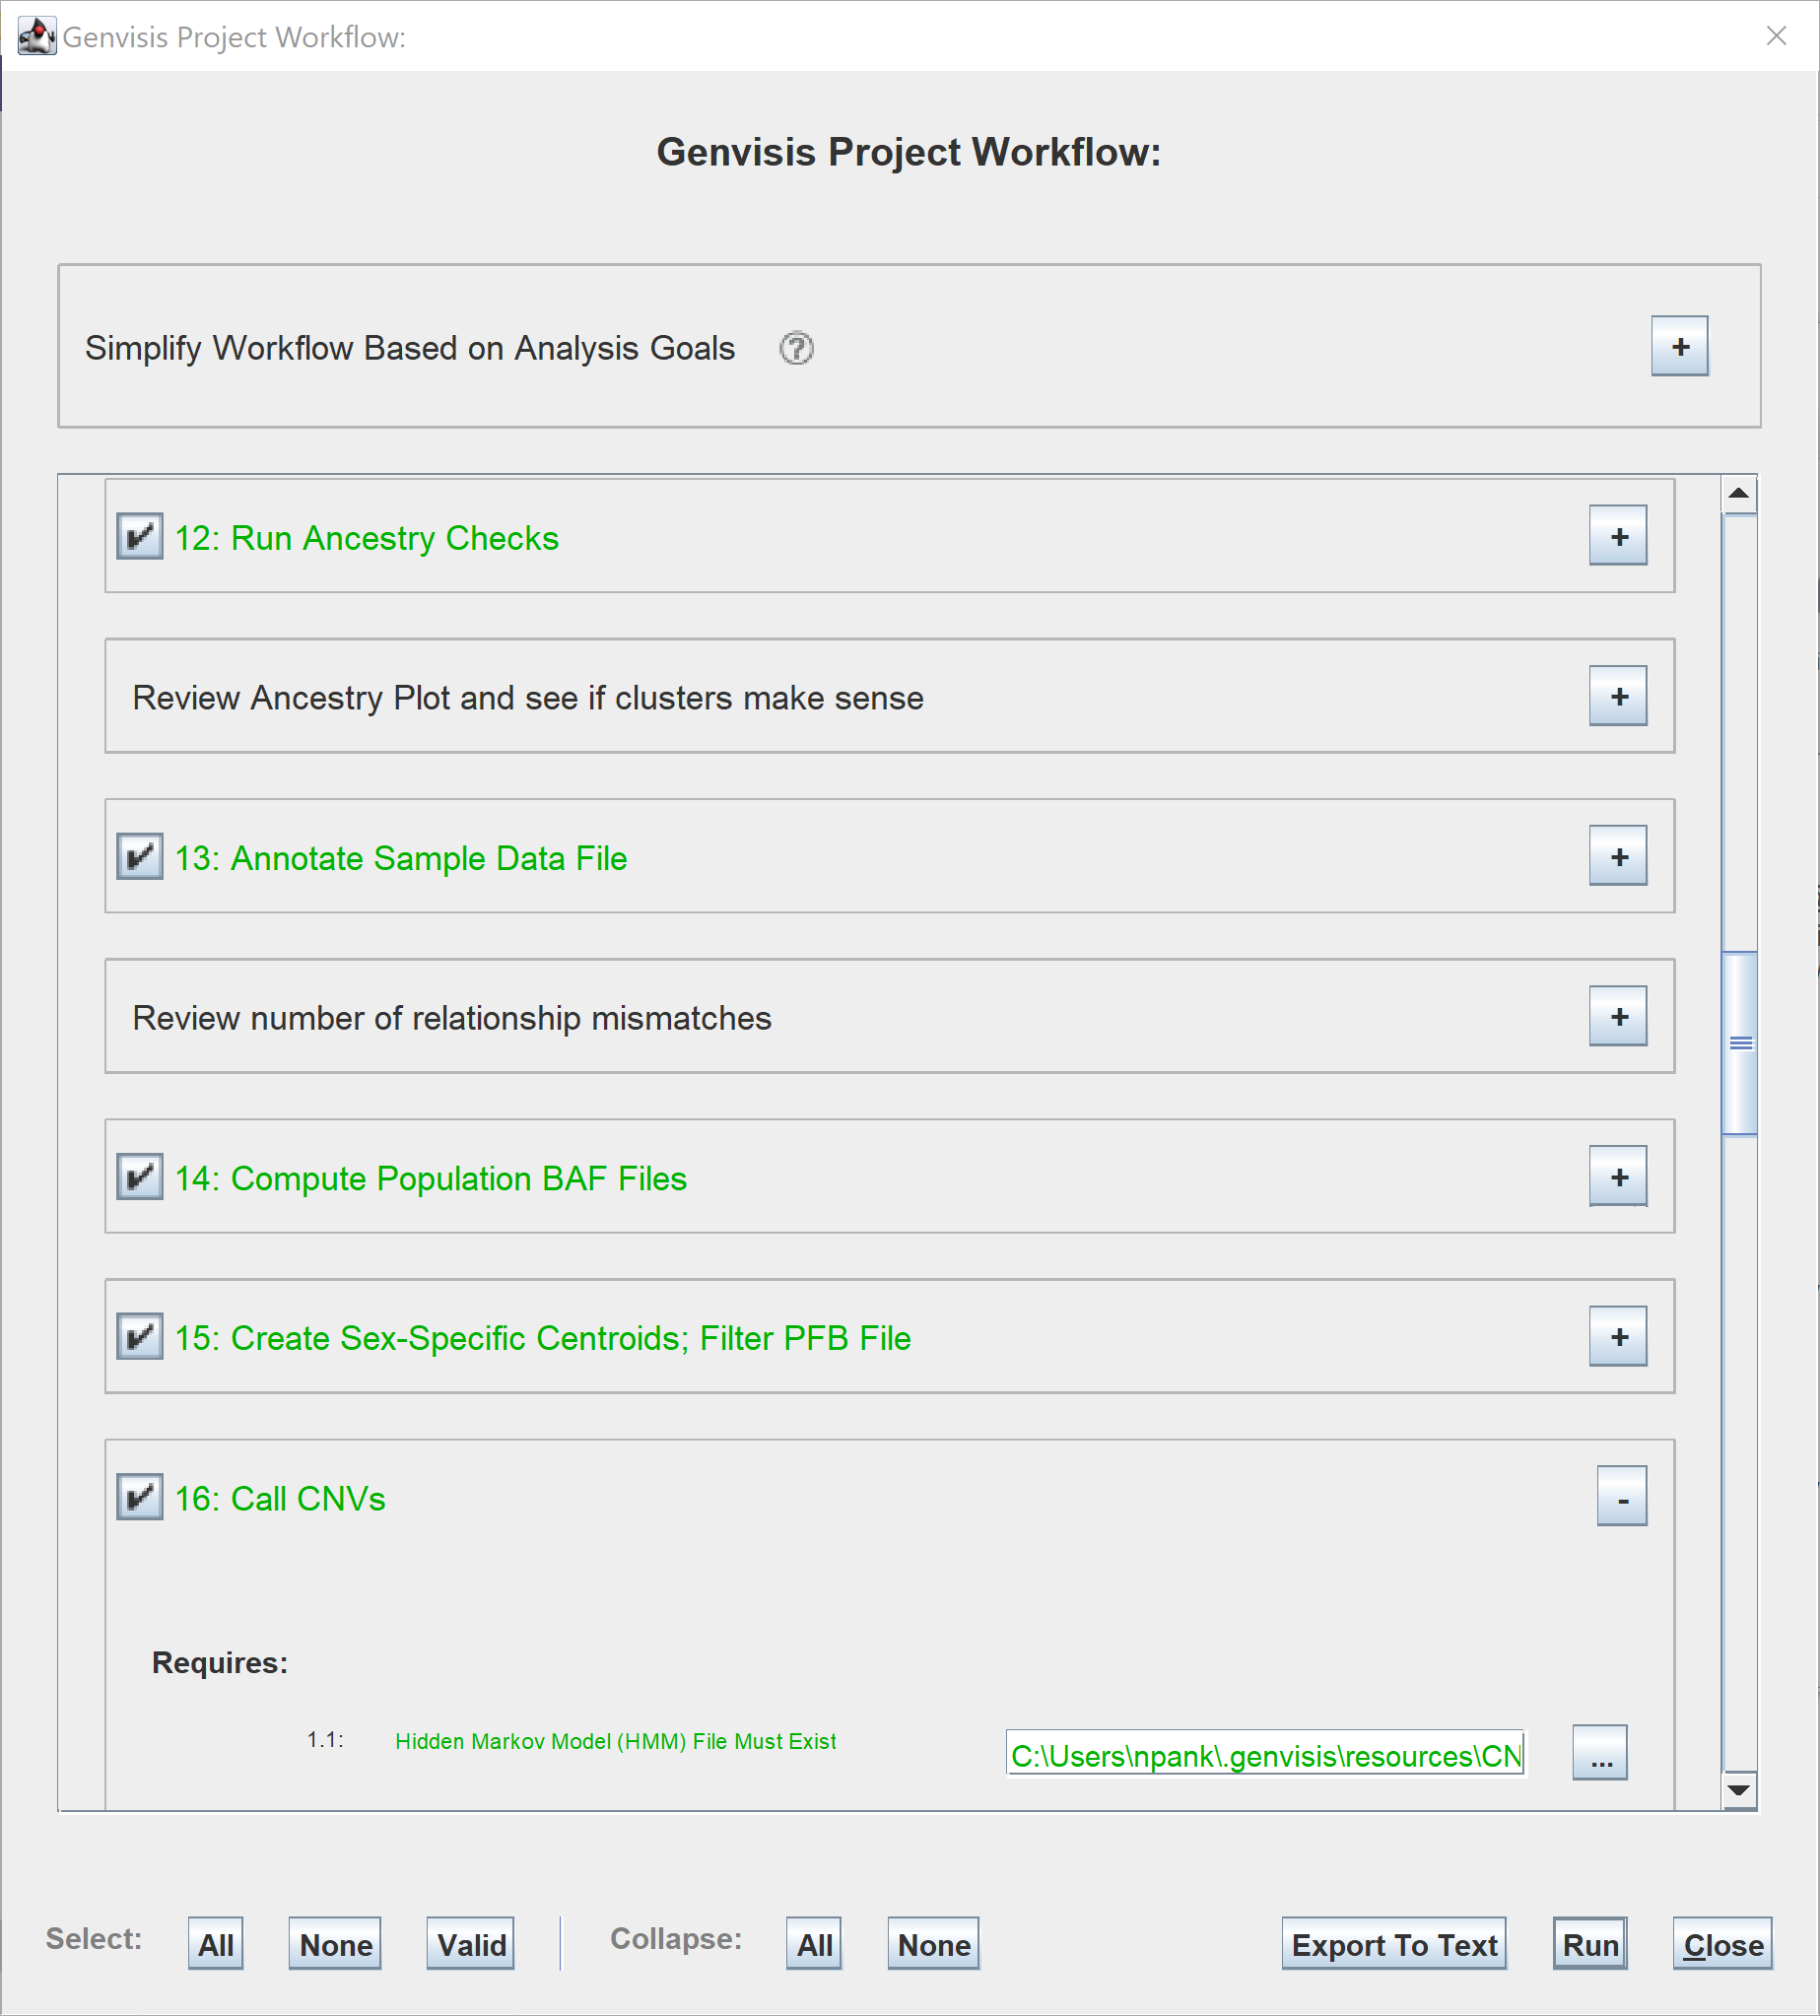 Genvisis Project Workflow:
Genvisis Project Workflow:
Simplify Workflow Based on Analysis Goals ? +
12: Run Ancestry Checks +
Review Ancestry Plot and see if clusters make sense +
13: Annotate Sample Data File +
Review number of relationship mismatches +
14: Compute Population BAF Files +
15: Create Sex-Specific Centroids; Filter PFB File +
16: Call CNVs -
Requires:
1.1: Hidden Markov Model (HMM) File Must Exist C:\Users\npank\.genvisis\resources\CN ...
Select: All None Valid Collapse: All None Export To Text Run Close